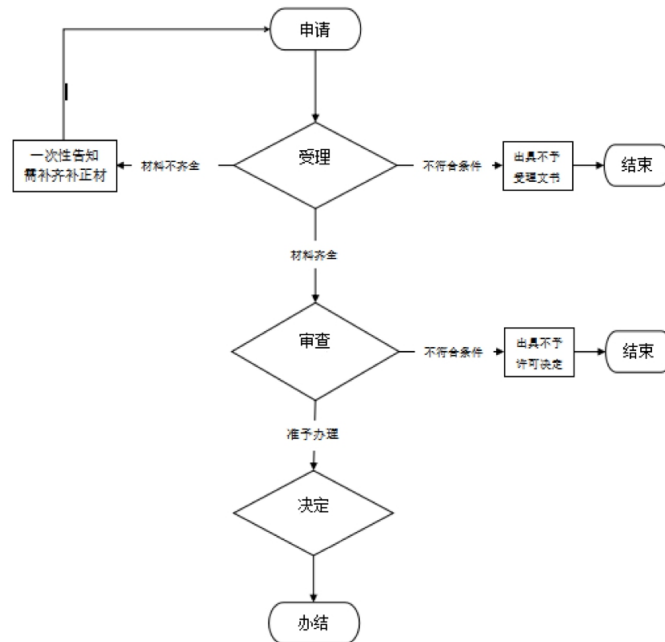 申请
受理
材料不齐全
一次性告知
需补齐补正材
不符合条件
出具不予
受理文书
结束
材料齐全
审查
不符合条件
出具不予
许可决定
结束
准予办理
决定
办结